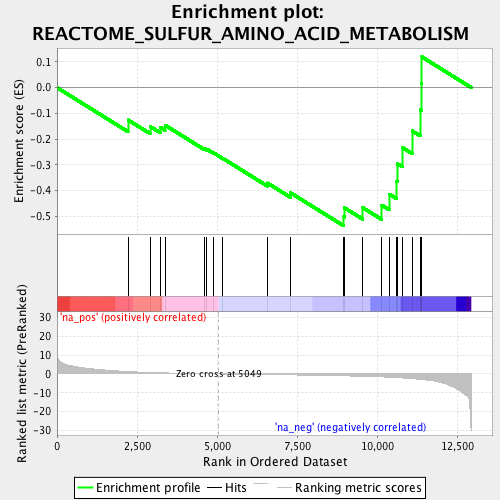 Enrichment plot:
REACTOME_SULFUR_AMINO_ACID_METABOLISM
Enrichment score (ES)
0.1
0.0
-0.1
-0.2
-0.3
-0.4
-0.5
'na_pos' (positively correlated)
Ranked list metric (PreRanked)
30
20
10
0
-10
-20
-30
Zero cross at 5049
'na_neg' (negatively correlated)
0 2,500 5,000 7,500 10,000 12,500
Rank in Ordered Dataset
Enrichment profile Hits Ranking metric scores